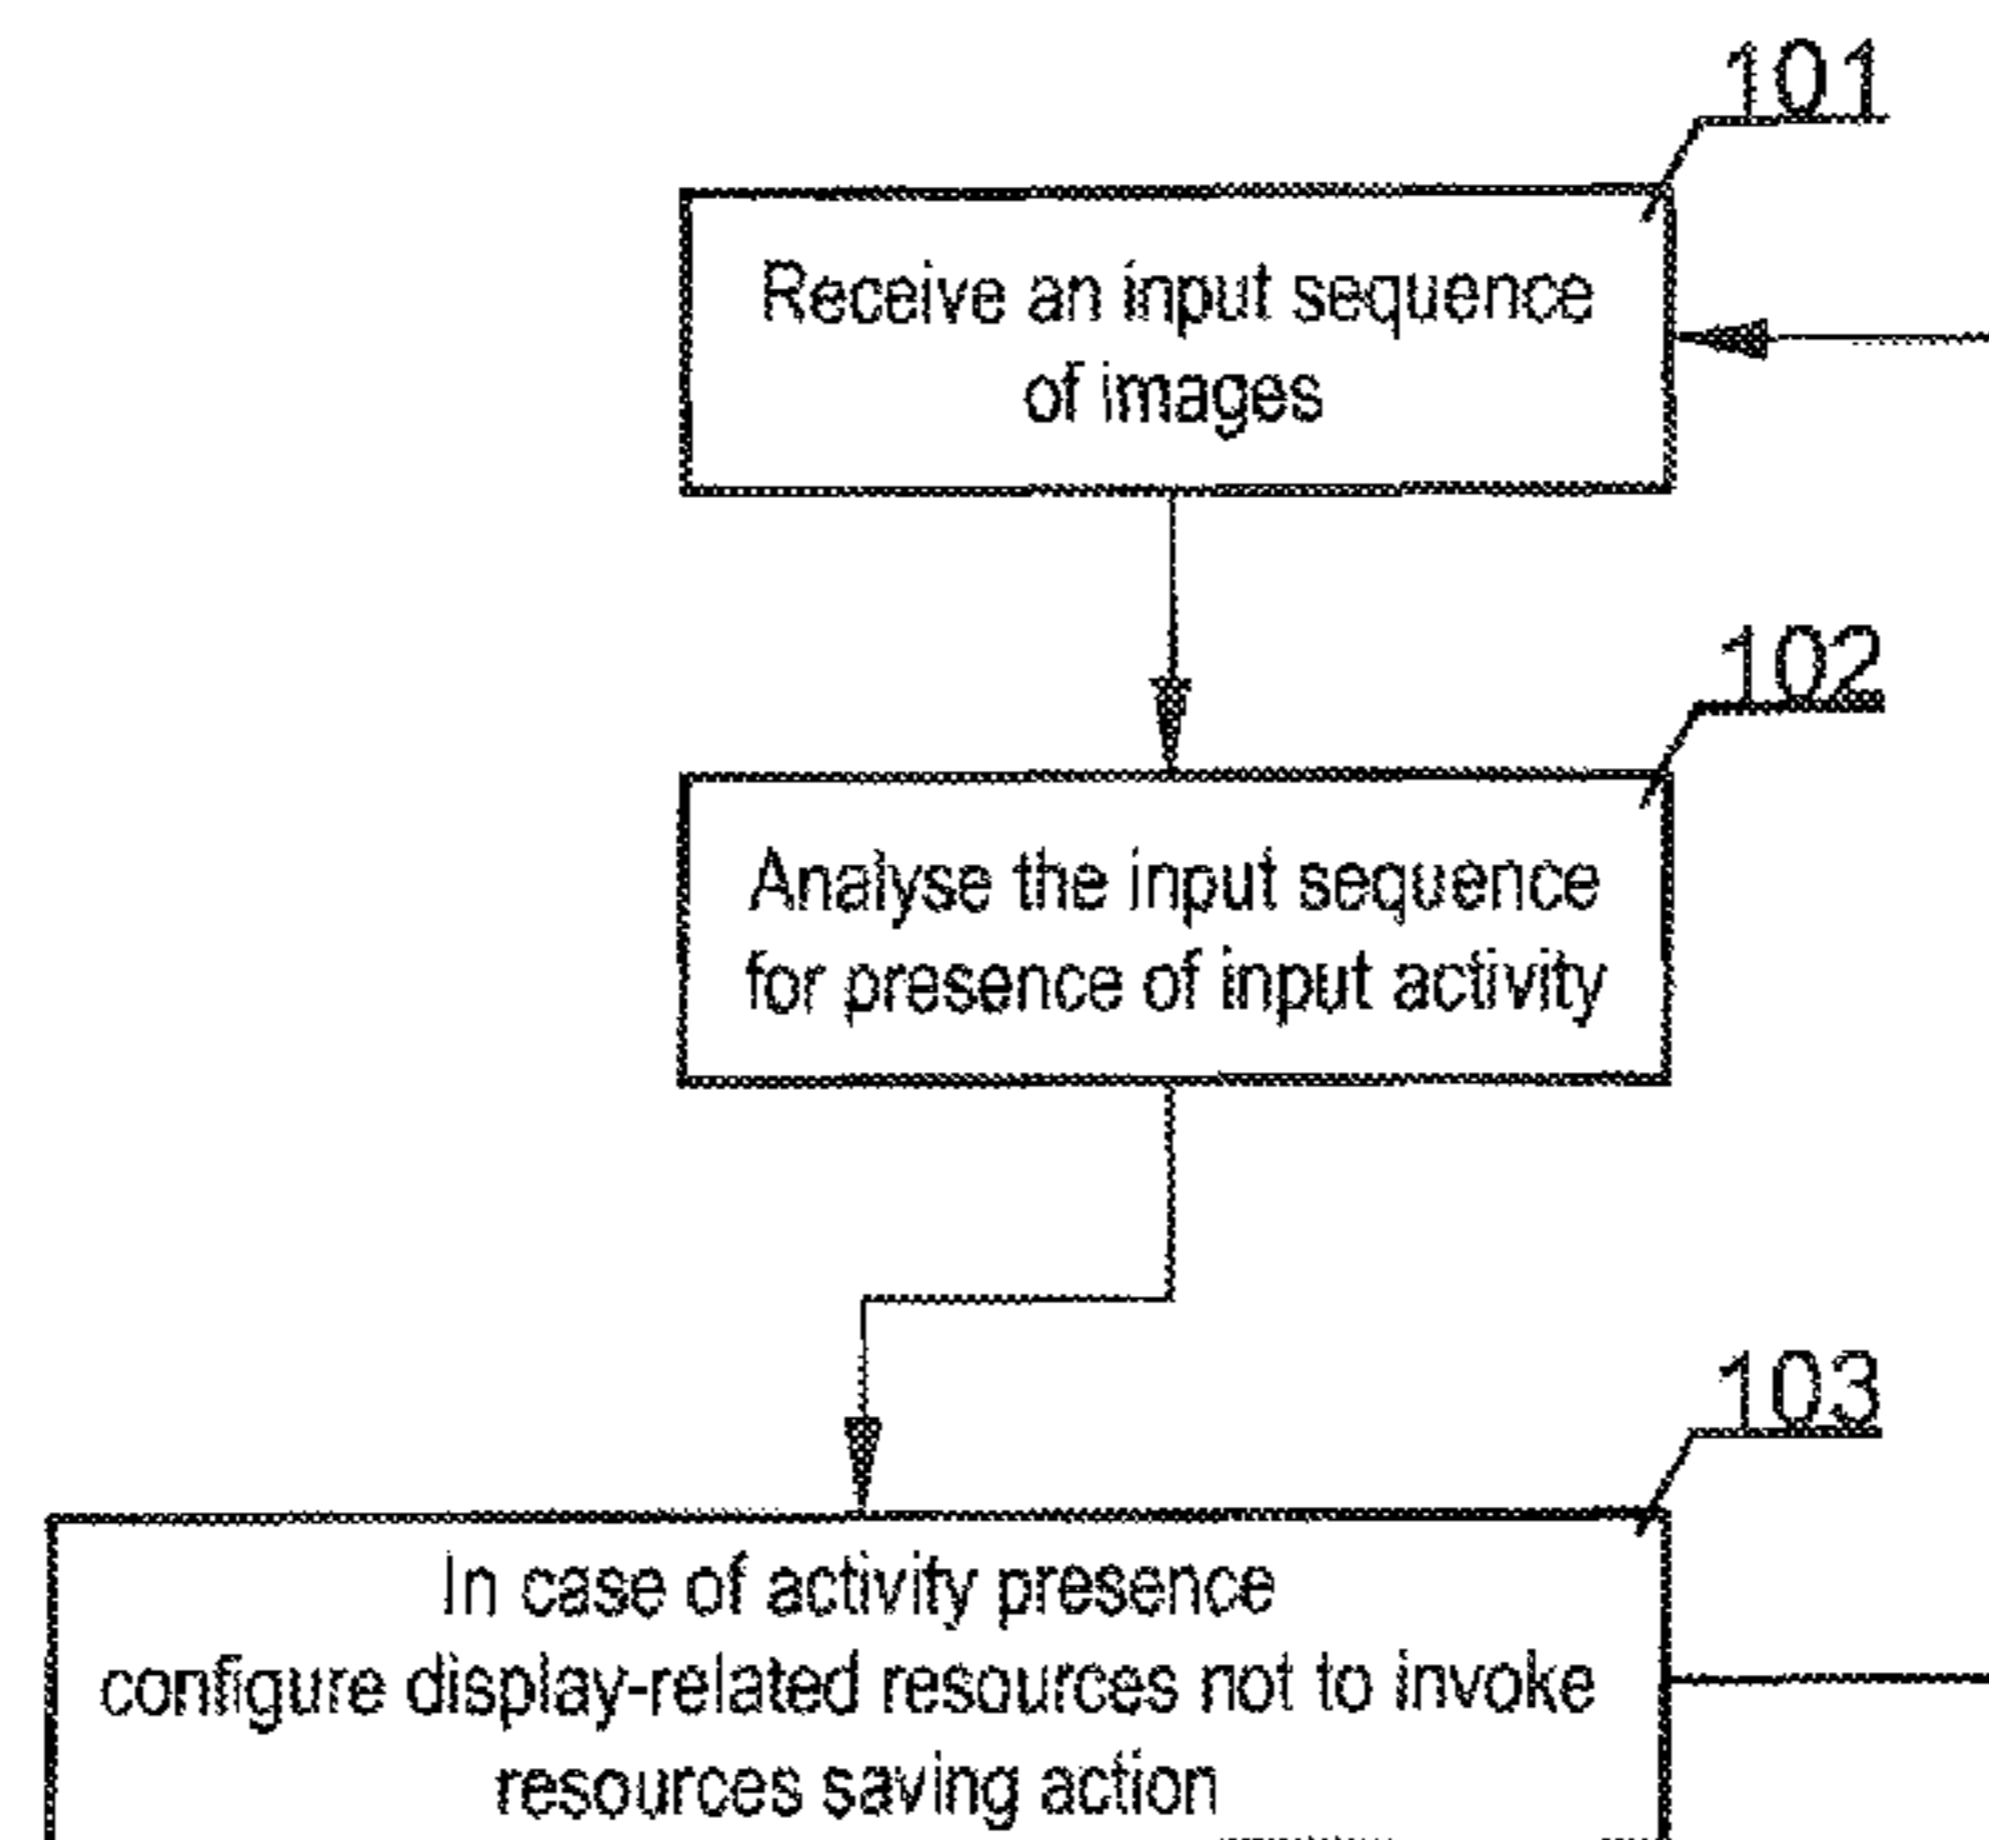 101
Receive an input sequence
of images
102
Analyse the input sequence
for presence of input activity
103
In case of activity presence
configure display-related resources not to invoke
resources saving action